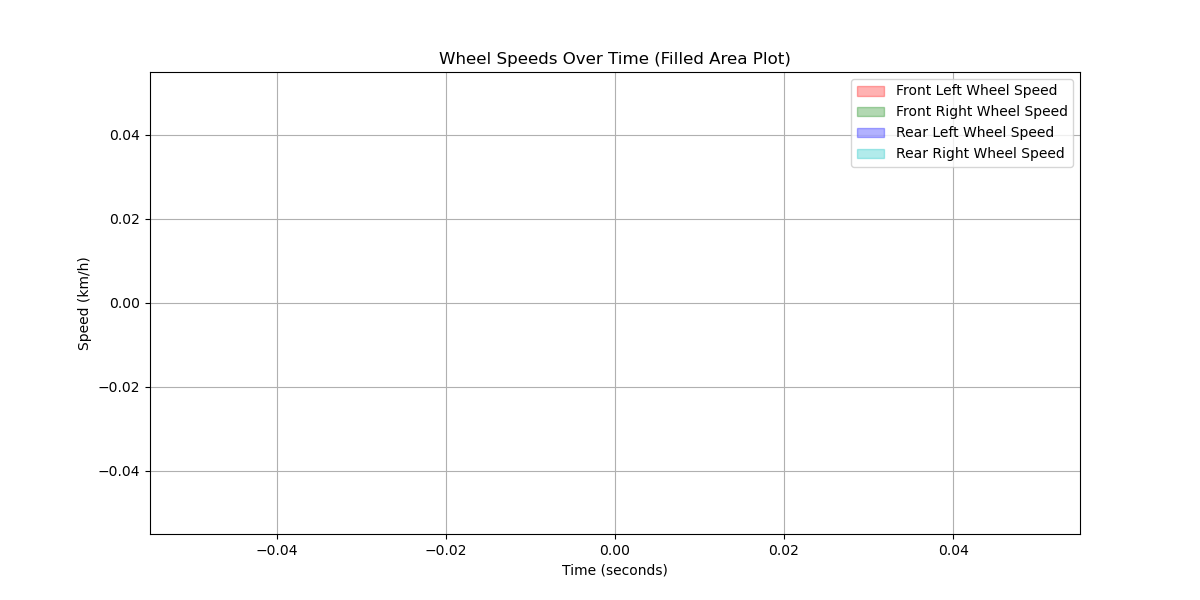 Wheel Speeds Over Time (Filled Area Plot)
Front Left Wheel Speed
Front Right Wheel Speed
Rear Left Wheel Speed
Rear Right Wheel Speed
Speed (km/h)
0.04
0.02
0.00
−0.02
−0.04
−0.04
−0.02
0.00
0.02
0.04
Time (seconds)